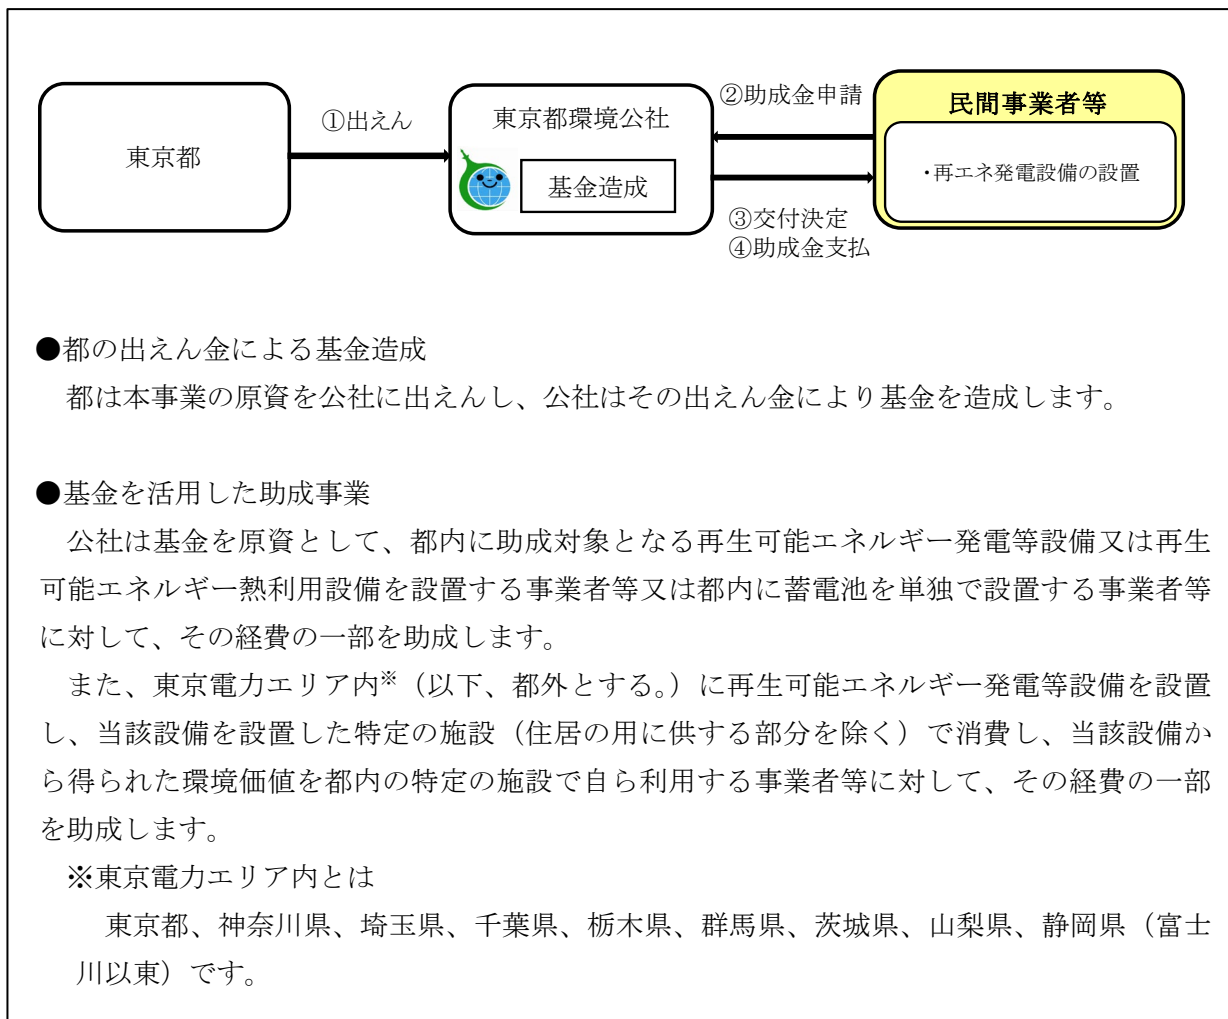 東京都
①出えん
東京都環境公社
基金造成
②助成金申請
③交付決定
④助成金支払
民間事業者等
・再エネ発電設備の設置
●都の出えん金による基金造成
都は本事業の原資を公社に出えんし、公社はその出えん金により基金を造成します。
●基金を活用した助成事業
公社は基金を原資として、都内に助成対象となる再生可能エネルギー発電等設備又は再生
可能エネルギー熱利用設備を設置する事業者等又は都内に蓄電池を単独で設置する事業者等
に対して、その経費の一部を助成します。
また、東京電力エリア内※（以下、都外とする。）に再生可能エネルギー発電等設備を設置
し、当該設備を設置した特定の施設（住居の用に供する部分を除く）で消費し、当該設備か
ら得られた環境価値を都内の特定の施設で自ら利用する事業者等に対して、その経費の一部
を助成します。
※東京電力エリア内とは
東京都、神奈川県、埼玉県、千葉県、栃木県、群馬県、茨城県、山梨県、静岡県（富士
川以東）です。